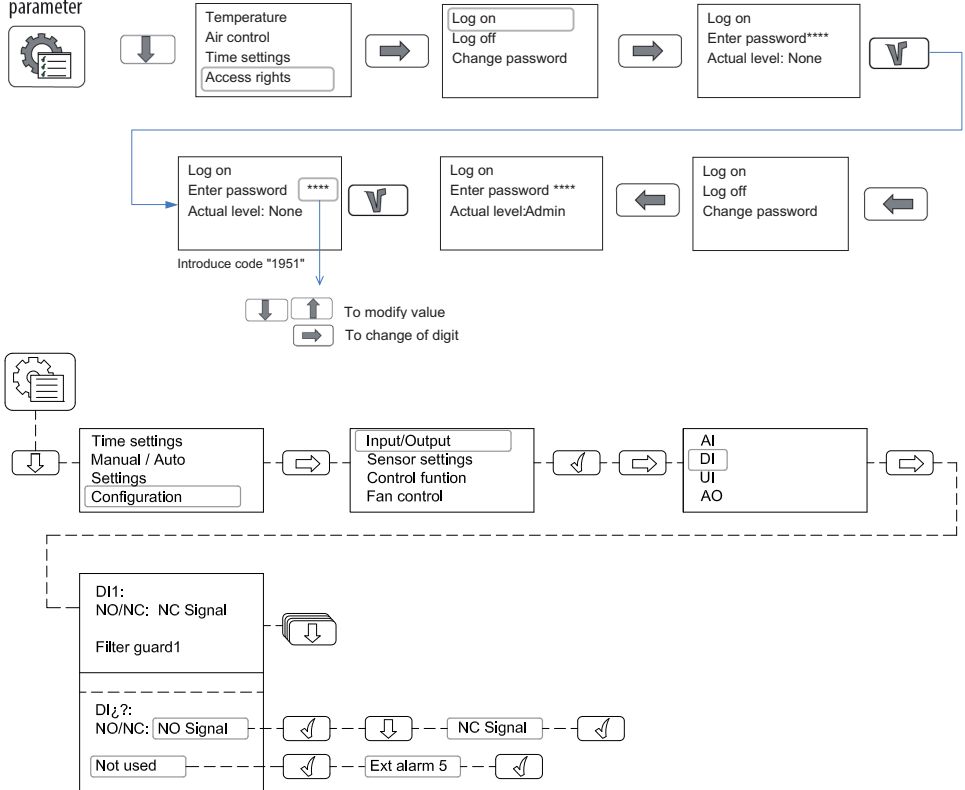 parameter
Temperature
Air control
Time settings
Access rights
Log on
Log off
Change password
Log on
Enter password****
Actual level: None
Log on
Enter password ****
Actual level: None
Log on
Enter password ****
Actual level:Admin
Log on
Log off
Change password
Introduce code "1951"
To modify value
To change of digit
Time settings
Manual / Auto
Settings
Configuration
Input/Output
Sensor settings
Control funtion
Fan control
AI
DI
UI
AO
DI1:
NO/NC: NC Signal
Filter guard1
DI¿?:
NO/NC: NO Signal
NC Signal
Not used
Ext alarm 5